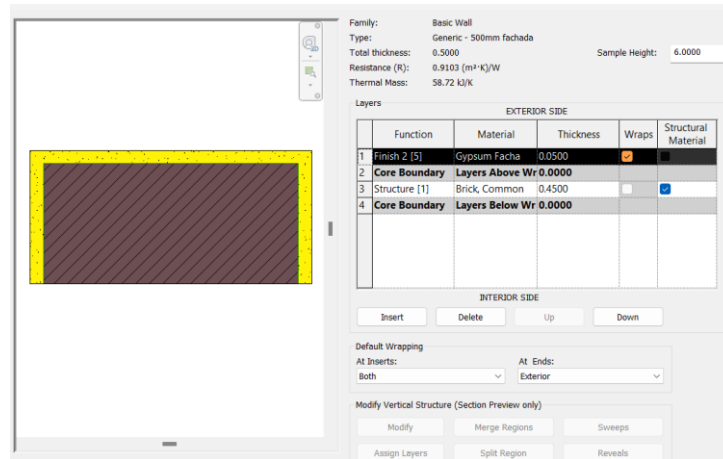 Family: Basic Wall
Type: Generic - 500mm fachada
Total thickness: 0.5000 Sample Height: 6.0000
Resistance (R): 0.9103 (m²·K)/W
Thermal Mass: 58.72 kJ/K
Layers
EXTERIOR SIDE
Function Material Thickness Wraps Structural Material
1 Finish 2 [5] Gypsum Facha 0.0500
2 Core Boundary Layers Above Wr 0.0000
3 Structure [1] Brick, Common 0.4500
4 Core Boundary Layers Below Wr 0.0000
INTERIOR SIDE
Insert Delete Up Down
Default Wrapping
At Inserts: At Ends:
Both Exterior
Modify Vertical Structure (Section Preview only)
Modify Merge Regions Sweeps
Assign Layers Split Region Reveals